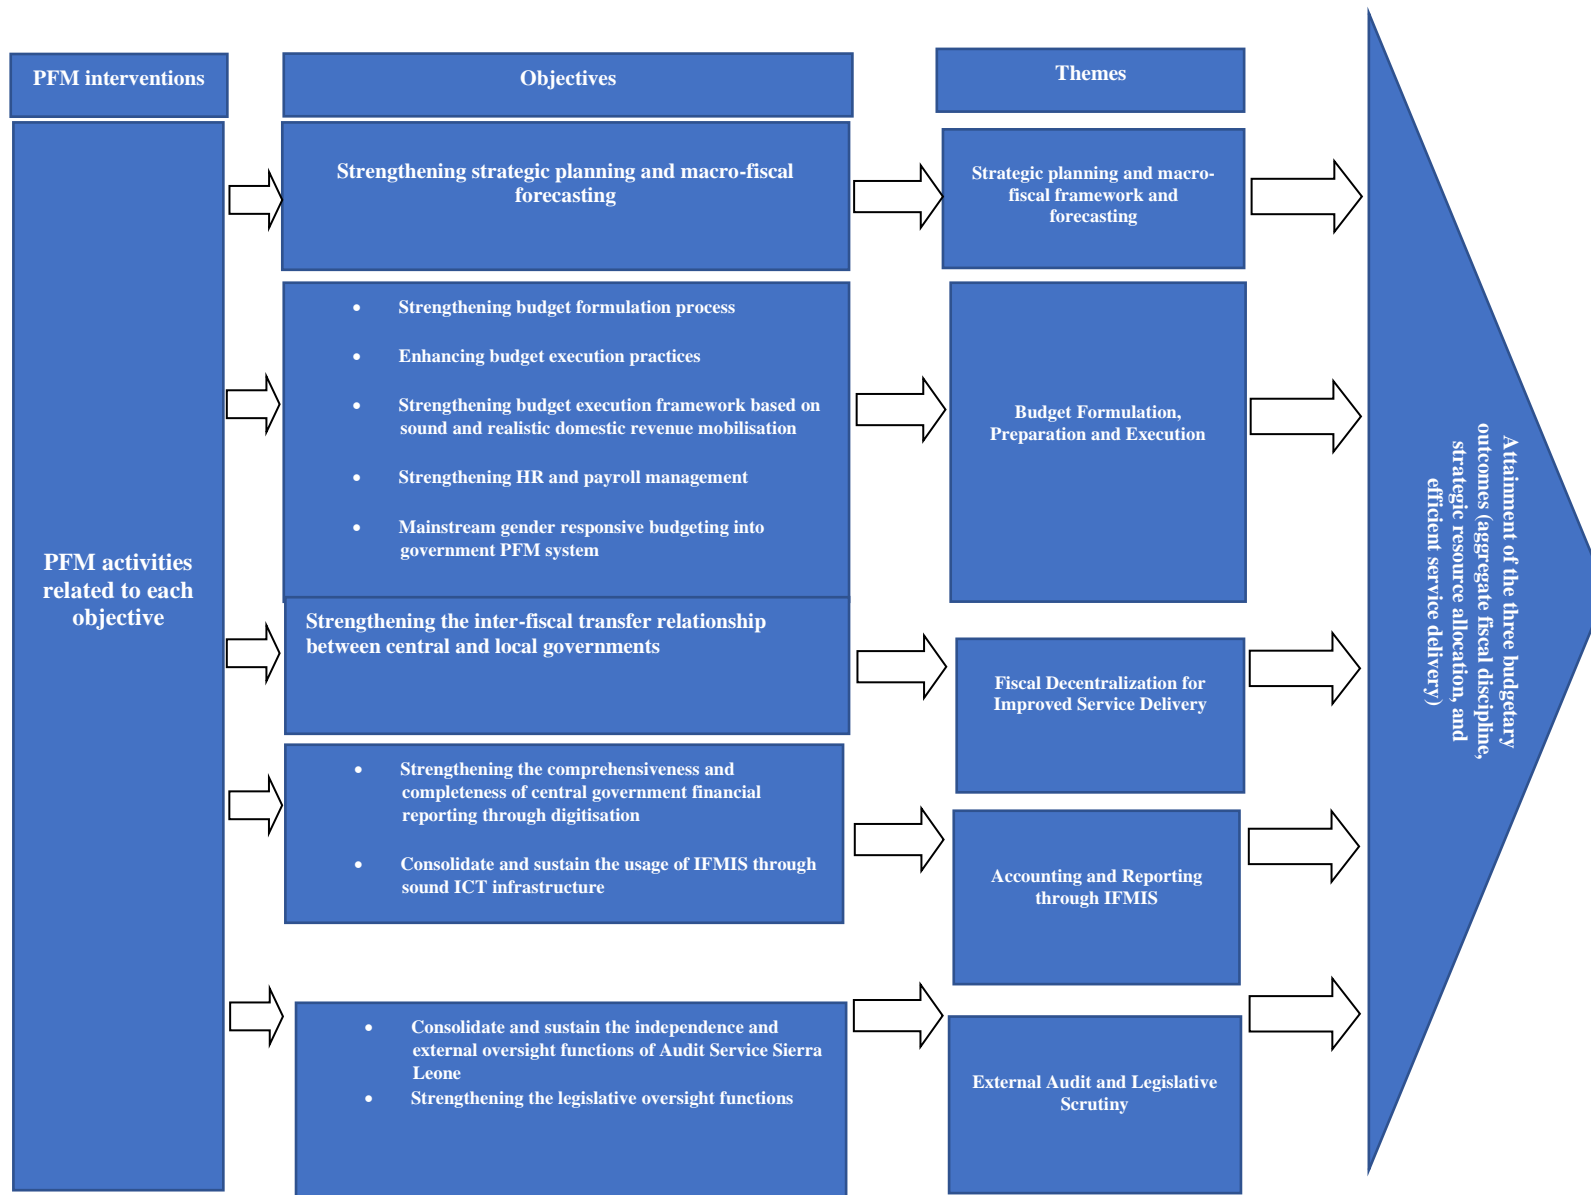 PFM interventions
Objectives
Themes
PFM activities
related to each
objective
Strengthening strategic planning and macro-fiscal
forecasting
Strategic planning and macro-
fiscal framework and
forecasting
• Strengthening budget formulation process
• Enhancing budget execution practices
• Strengthening budget execution framework based on
sound and realistic domestic revenue mobilisation
• Strengthening HR and payroll management
• Mainstream gender responsive budgeting into
government PFM system
Budget Formulation,
Preparation and Execution
Strengthening the inter-fiscal transfer relationship
between central and local governments
Fiscal Decentralization for
Improved Service Delivery
• Strengthening the comprehensiveness and
completeness of central government financial
reporting through digitisation
• Consolidate and sustain the usage of IFMIS through
sound ICT infrastructure
Accounting and Reporting
through IFMIS
• Consolidate and sustain the independence and
external oversight functions of Audit Service Sierra
Leone
• Strengthening the legislative oversight functions
External Audit and Legislative
Scrutiny
Attainment of the three budgetary
outcomes (aggregate fiscal discipline,
strategic resource allocation, and
efficient service delivery)